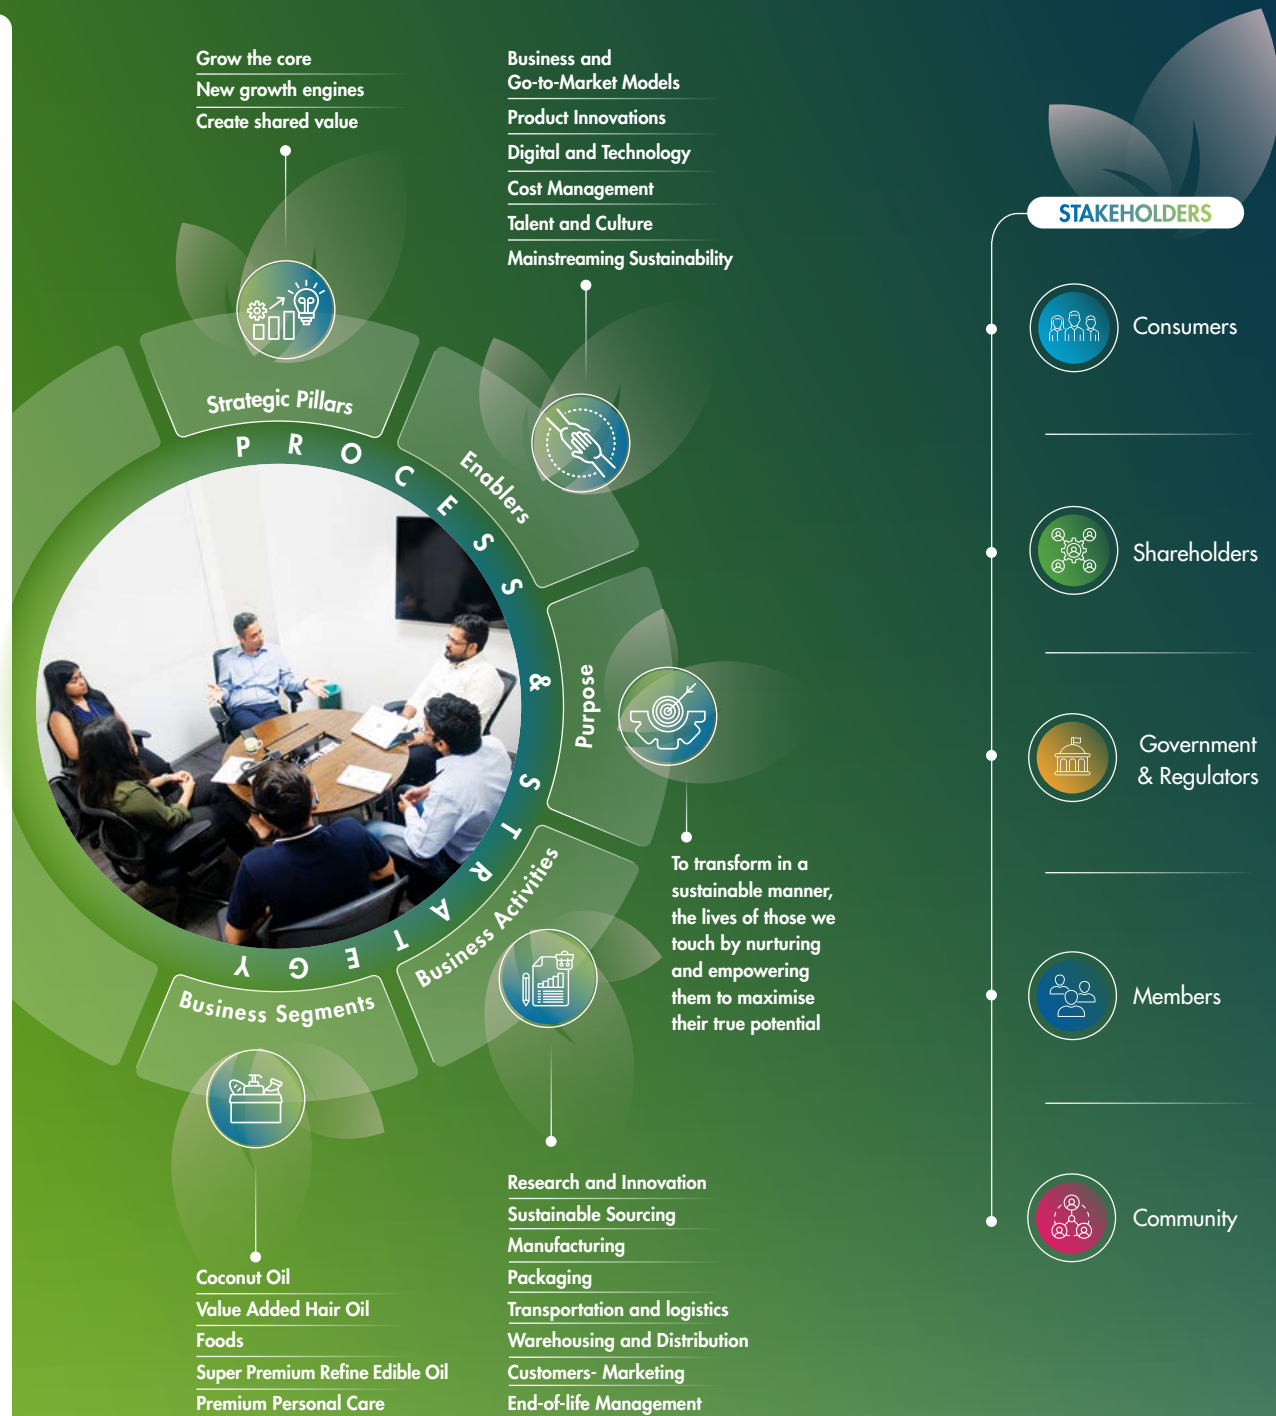 Grow the core
New growth engines
Create shared value
Business and
Go-to-Market Models
Product Innovations
Digital and Technology
Cost Management
Talent and Culture
Mainstreaming Sustainability
STAKEHOLDERS
Consumers
Shareholders
Government
& Regulators
Members
Community
PROCESS & STRATEGY
Strategic Pillars
Enablers
Purpose
Business Activities
Business Segments
To transform in a
sustainable manner,
the lives of those we
touch by nurturing
and empowering
them to maximise
their true potential
Research and Innovation
Sustainable Sourcing
Manufacturing
Packaging
Transportation and logistics
Warehousing and Distribution
Customers- Marketing
End-of-life Management
Coconut Oil
Value Added Hair Oil
Foods
Super Premium Refine Edible Oil
Premium Personal Care